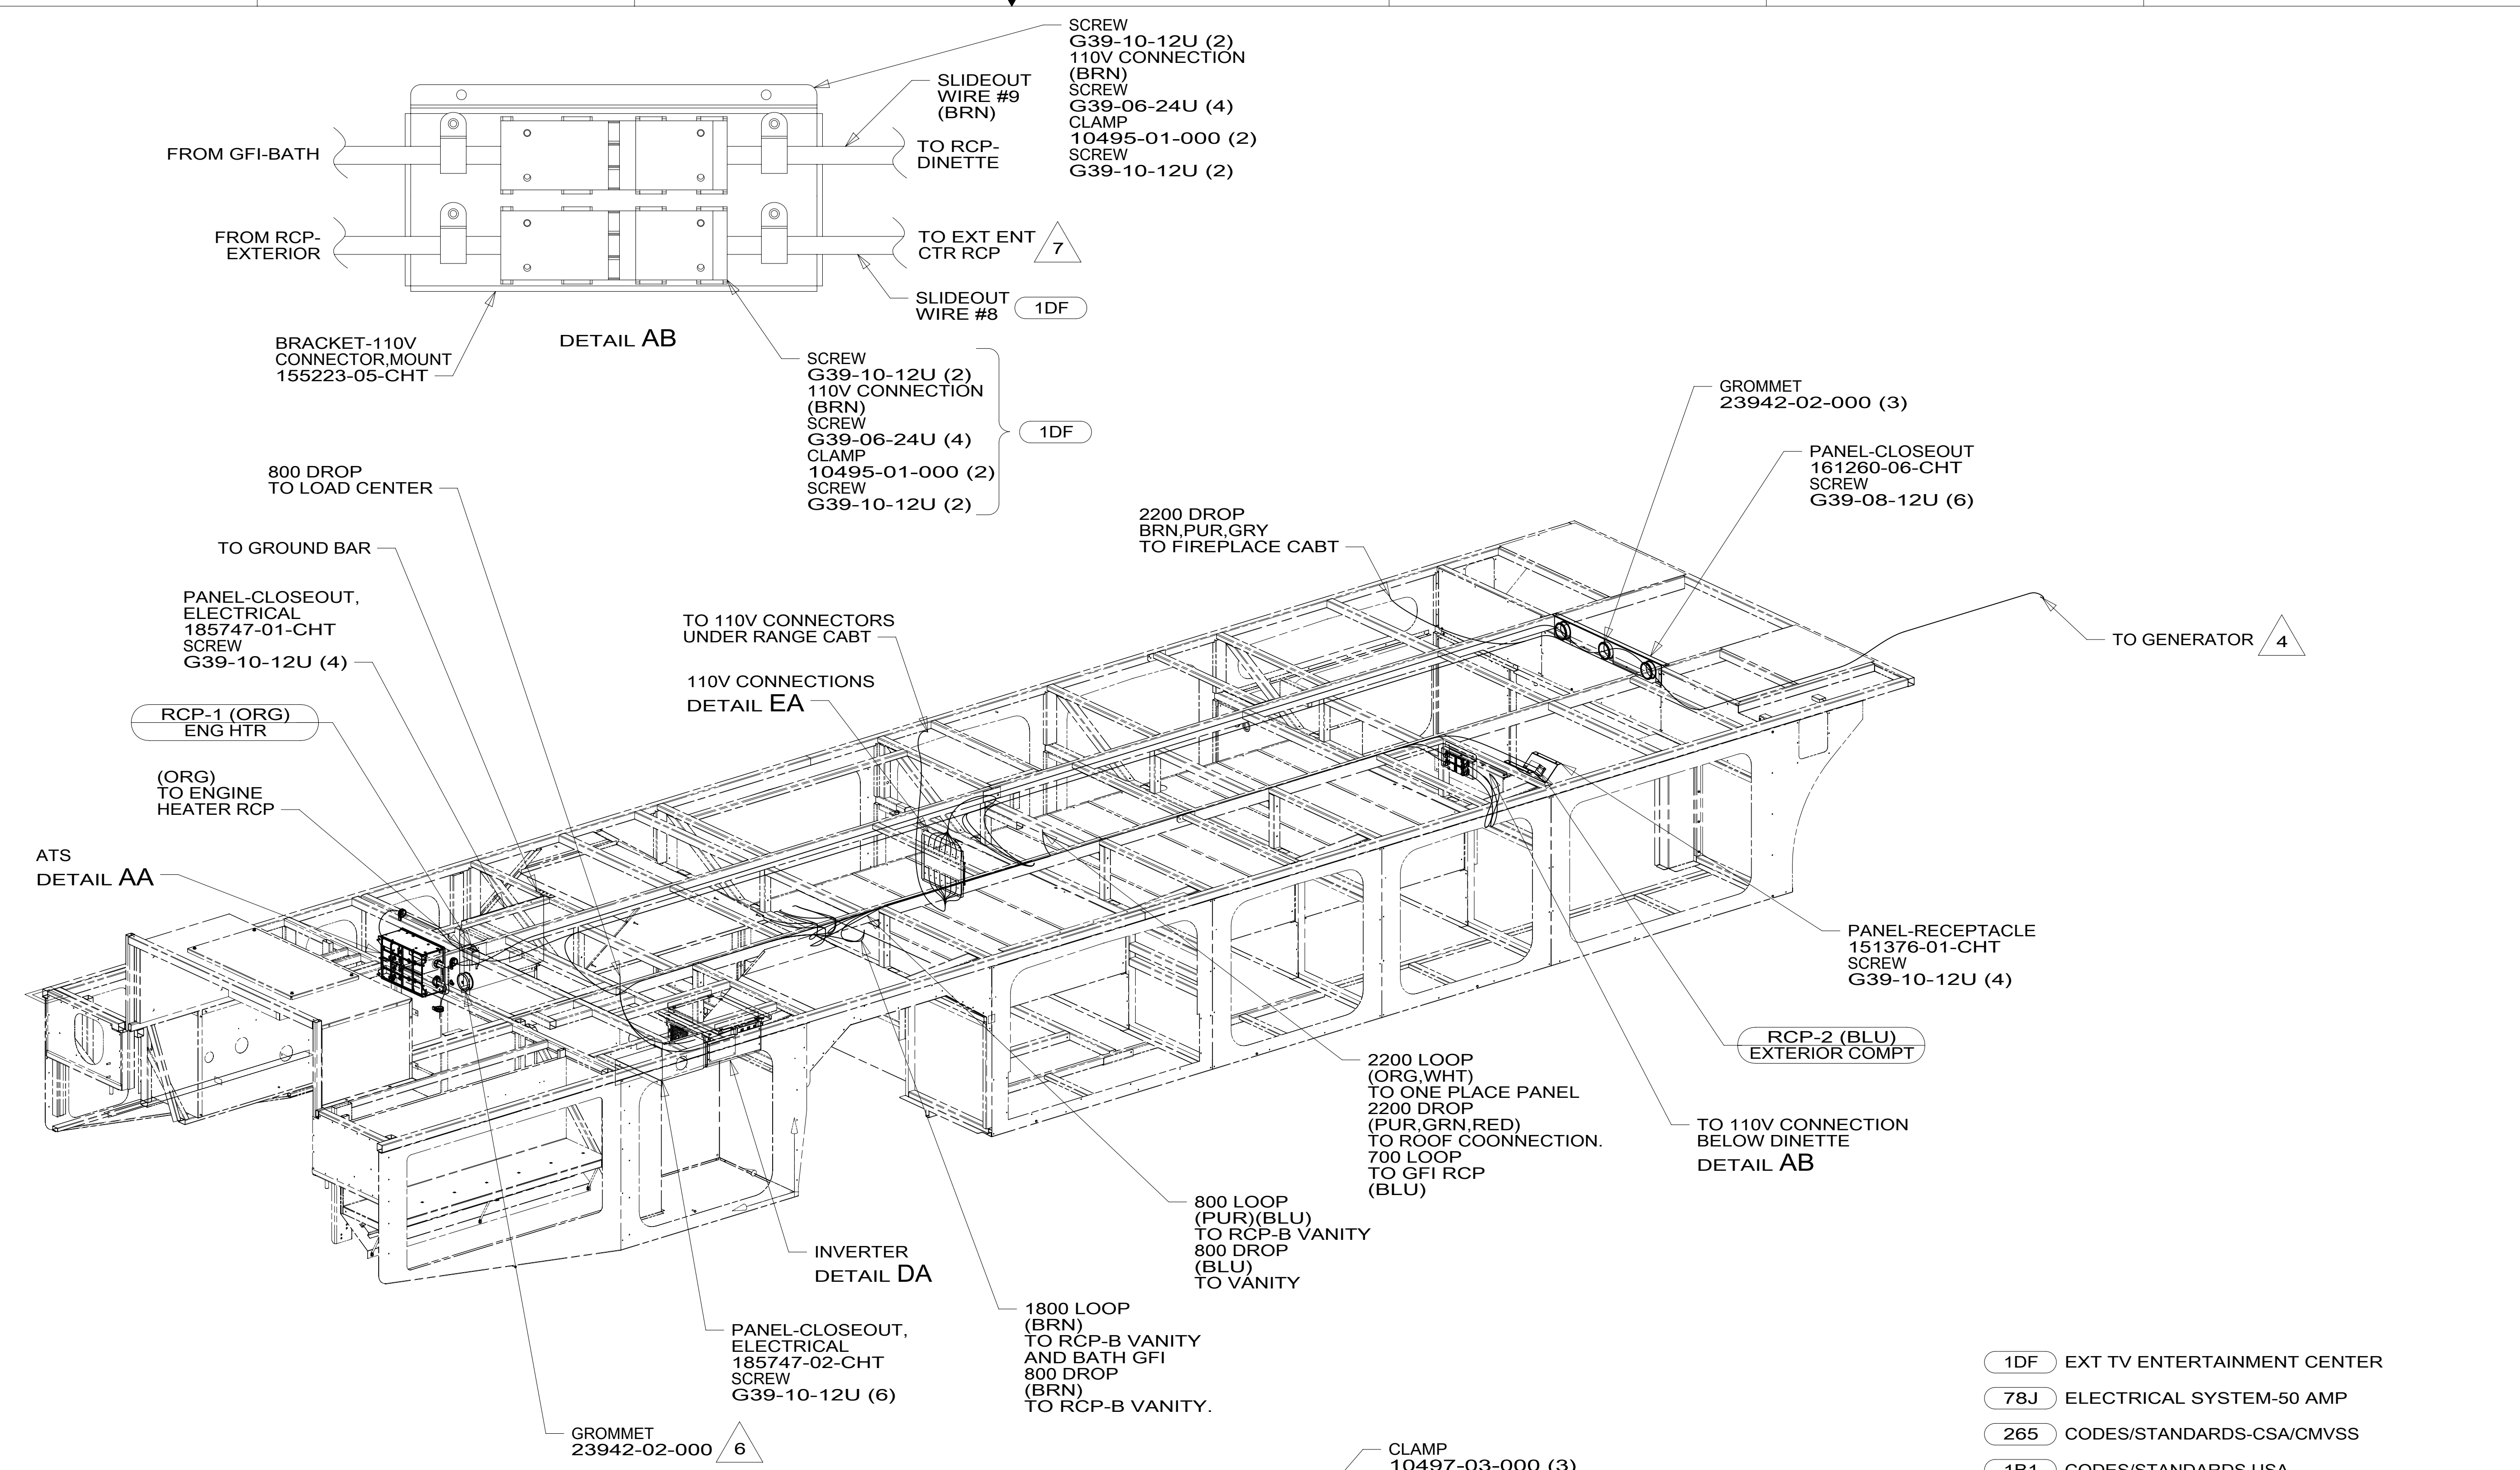 SCREW
G39-10-12U (2)
110V CONNECTION
(BRN)
SCREW
G39-06-24U (4)
CLAMP
10495-01-000 (2)
SCREW
G39-10-12U (2)
SLIDEOUT
WIRE #9
(BRN)
FROM GFI-BATH
TO RCP-
DINETTE
FROM RCP-
EXTERIOR
TO EXT ENT
CTR RCP
7
SLIDEOUT
WIRE #8
1DF
BRACKET-110V
CONNECTOR,MOUNT
155223-05-CHT
DETAIL AB
SCREW
G39-10-12U (2)
110V CONNECTION
(BRN)
SCREW
G39-06-24U (4)
CLAMP
10495-01-000 (2)
SCREW
G39-10-12U (2)
1DF
GROMMET
23942-02-000 (3)
PANEL-CLOSEOUT
161260-06-CHT
SCREW
G39-08-12U (6)
800 DROP
TO LOAD CENTER
2200 DROP
BRN,PUR,GRY
TO FIREPLACE CABT
TO GROUND BAR
PANEL-CLOSEOUT,
ELECTRICAL
185747-01-CHT
SCREW
G39-10-12U (4)
TO 110V CONNECTORS
UNDER RANGE CABT
TO GENERATOR
4
110V CONNECTIONS
DETAIL EA
RCP-1 (ORG)
ENG HTR
(ORG)
TO ENGINE
HEATER RCP
ATS
DETAIL AA
PANEL-RECEPTACLE
151376-01-CHT
SCREW
G39-10-12U (4)
RCP-2 (BLU)
EXTERIOR COMPT
2200 LOOP
(ORG,WHT)
TO ONE PLACE PANEL
2200 DROP
(PUR,GRN,RED)
TO ROOF COONNECTION.
700 LOOP
TO GFI RCP
(BLU)
TO 110V CONNECTION
BELOW DINETTE
DETAIL AB
800 LOOP
(PUR)(BLU)
TO RCP-B VANITY
800 DROP
(BLU)
TO VANITY
INVERTER
DETAIL DA
1800 LOOP
(BRN)
TO RCP-B VANITY
AND BATH GFI
800 DROP
(BRN)
TO RCP-B VANITY.
PANEL-CLOSEOUT,
ELECTRICAL
185747-02-CHT
SCREW
G39-10-12U (6)
GROMMET
23942-02-000
6
CLAMP
10497-03-000 (3)
1DF EXT TV ENTERTAINMENT CENTER
78J ELECTRICAL SYSTEM-50 AMP
265 CODES/STANDARDS-CSA/CMVSS
1B1 CODES/STANDARDS-USA